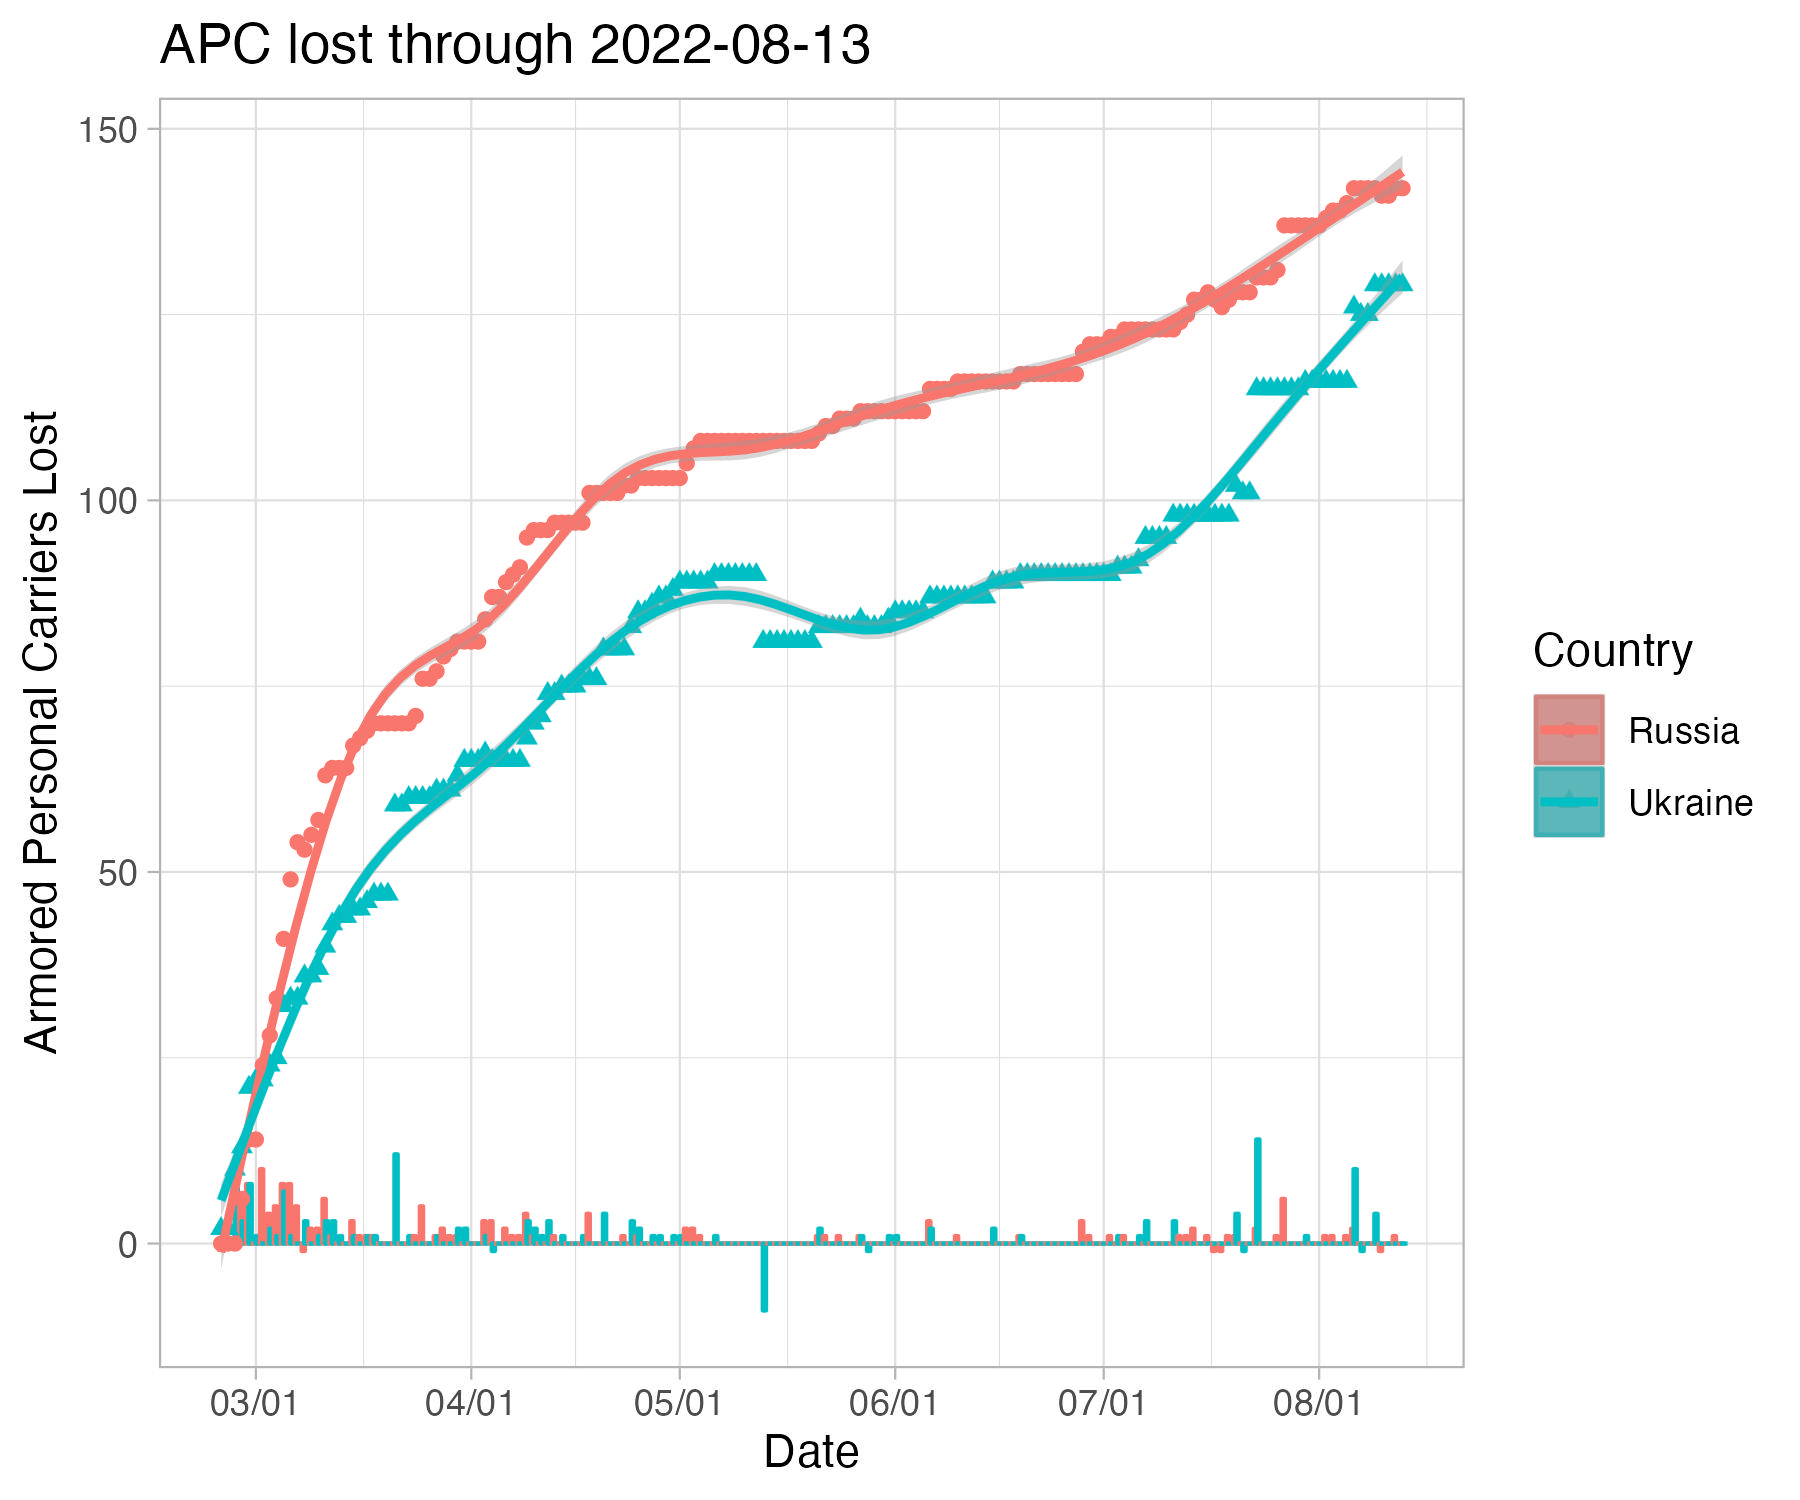 APC lost through 2022-08-13
Armored Personal Carriers Lost
150
100
50
0
03/01 04/01 05/01 06/01 07/01 08/01
Date
Country
Russia
Ukraine